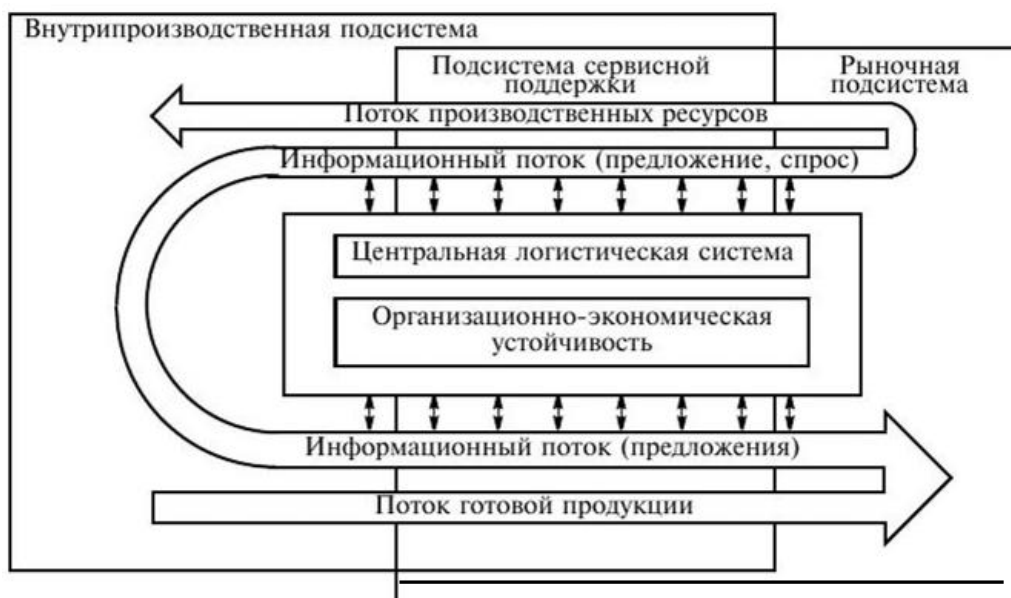 Внутрипроизводственная подсистема
Подсистема сервисной
поддержки
Рыночная
подсистема
Поток производственных ресурсов
Информационный поток (предложение, спрос)
Центральная логистическая система
Организационно-экономическая
устойчивость
Информационный поток (предложения)
Поток готовой продукции